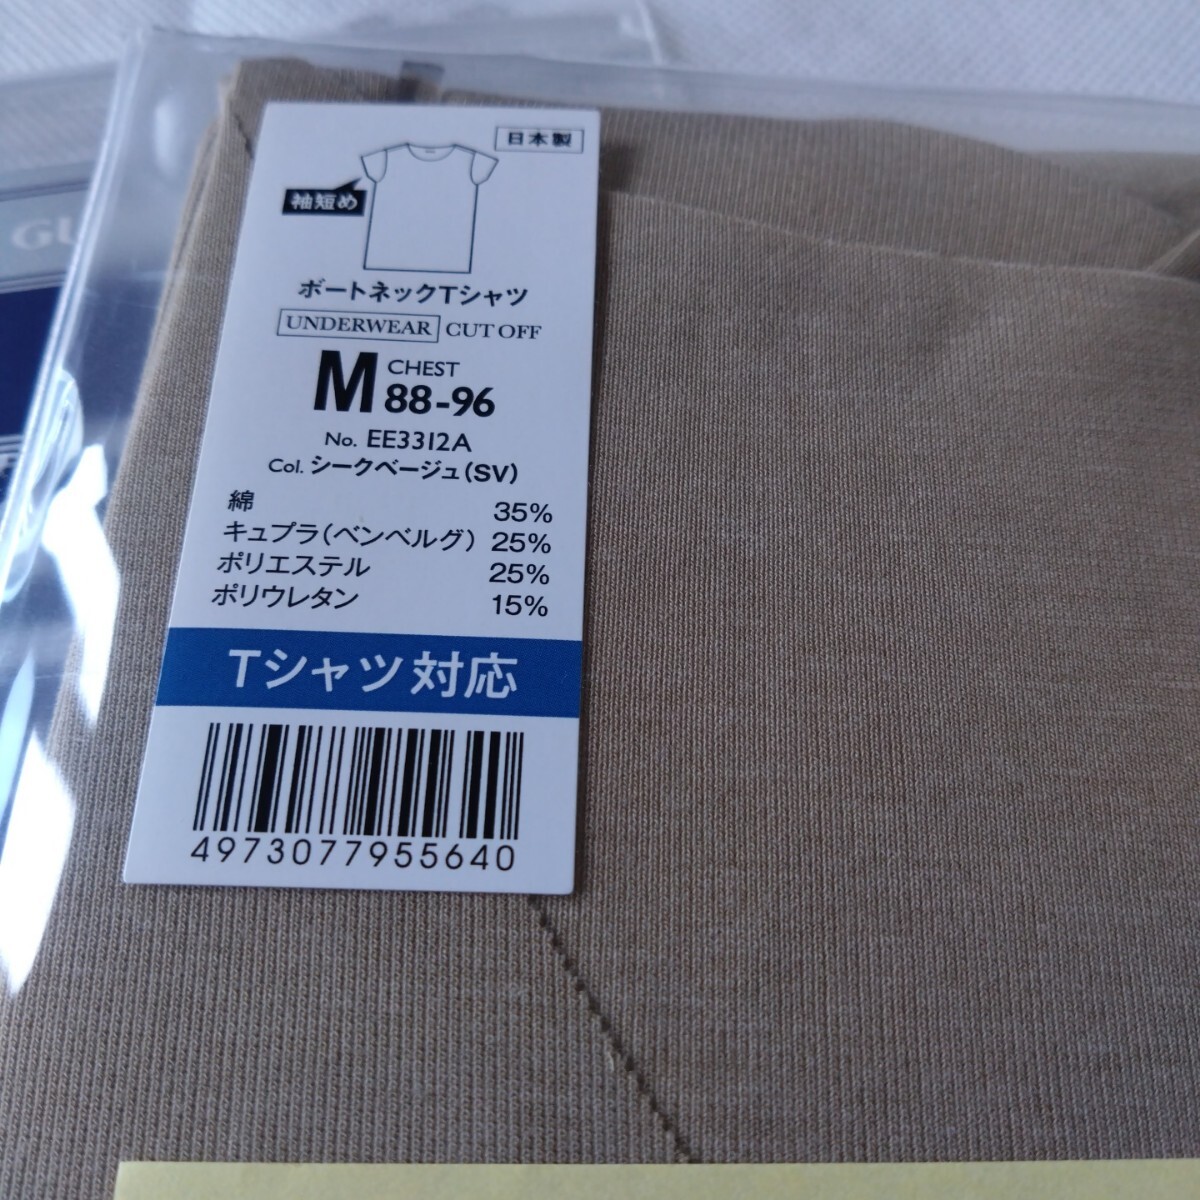 日本製
袖短め
ボートネックTシャツ
UNDERWEAR CUT OFF
M CHEST 88-96
No. EE3312A
Col. シークベージュ(SV)
綿 35%
キュプラ(ベンベルグ) 25%
ポリエステル 25%
ポリウレタン 15%
Tシャツ対応
4973077955640
GU